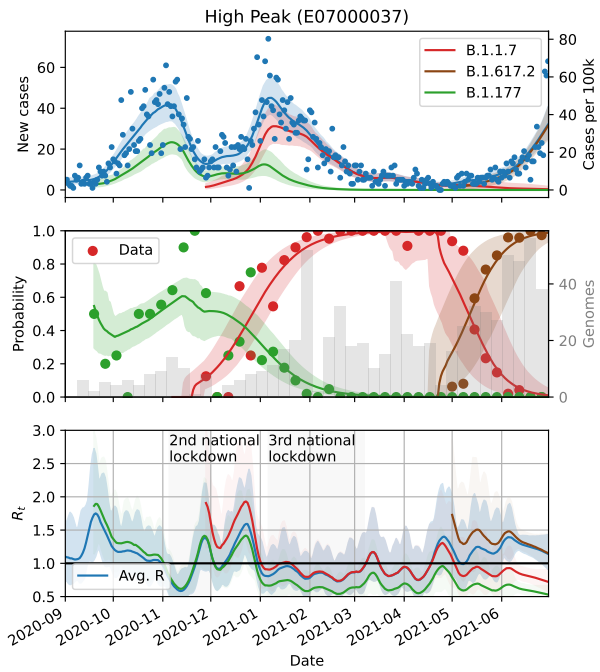 High Peak (E07000037)
New cases
0
20
40
60
B.1.1.7
B.1.617.2
B.1.177
0
20
40
60
80
Cases per 100k
Probability
0.0
0.2
0.4
0.6
0.8
1.0
Data
0
20
40
Genomes
R_t
0.5
1.0
1.5
2.0
2.5
3.0
2nd national
lockdown
3rd national
lockdown
Avg. R
2020-09
2020-10
2020-11
2020-12
2021-01
2021-02
2021-03
2021-04
2021-05
2021-06
Date